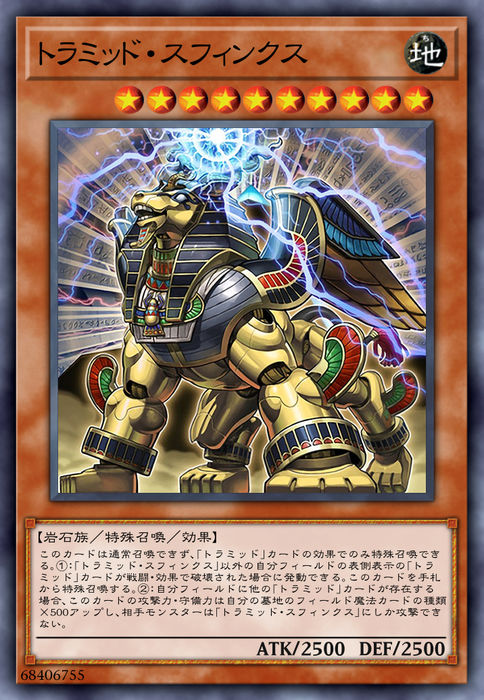 トラミッド・スフィンクス
ち
地
【岩石族／特殊召喚／効果】
このカードは通常召喚できず、「トラミッド」カードの効果でのみ特殊召喚でき
る。①：「トラミッド・スフィンクス」以外の自分フィールドの表側表示の「トラ
ミッド」カードが戦闘・効果で破壊された場合に発動できる。このカードを手札
から特殊召喚する。②：自分フィールドに他の「トラミッド」カードが存在する
場合、このカードの攻撃力・守備力は自分の墓地のフィールド魔法カードの種類
×500アップし、相手モンスターは「トラミッド・スフィンクス」にしか攻撃でき
ない。
ATK/2500 DEF/2500
68406755